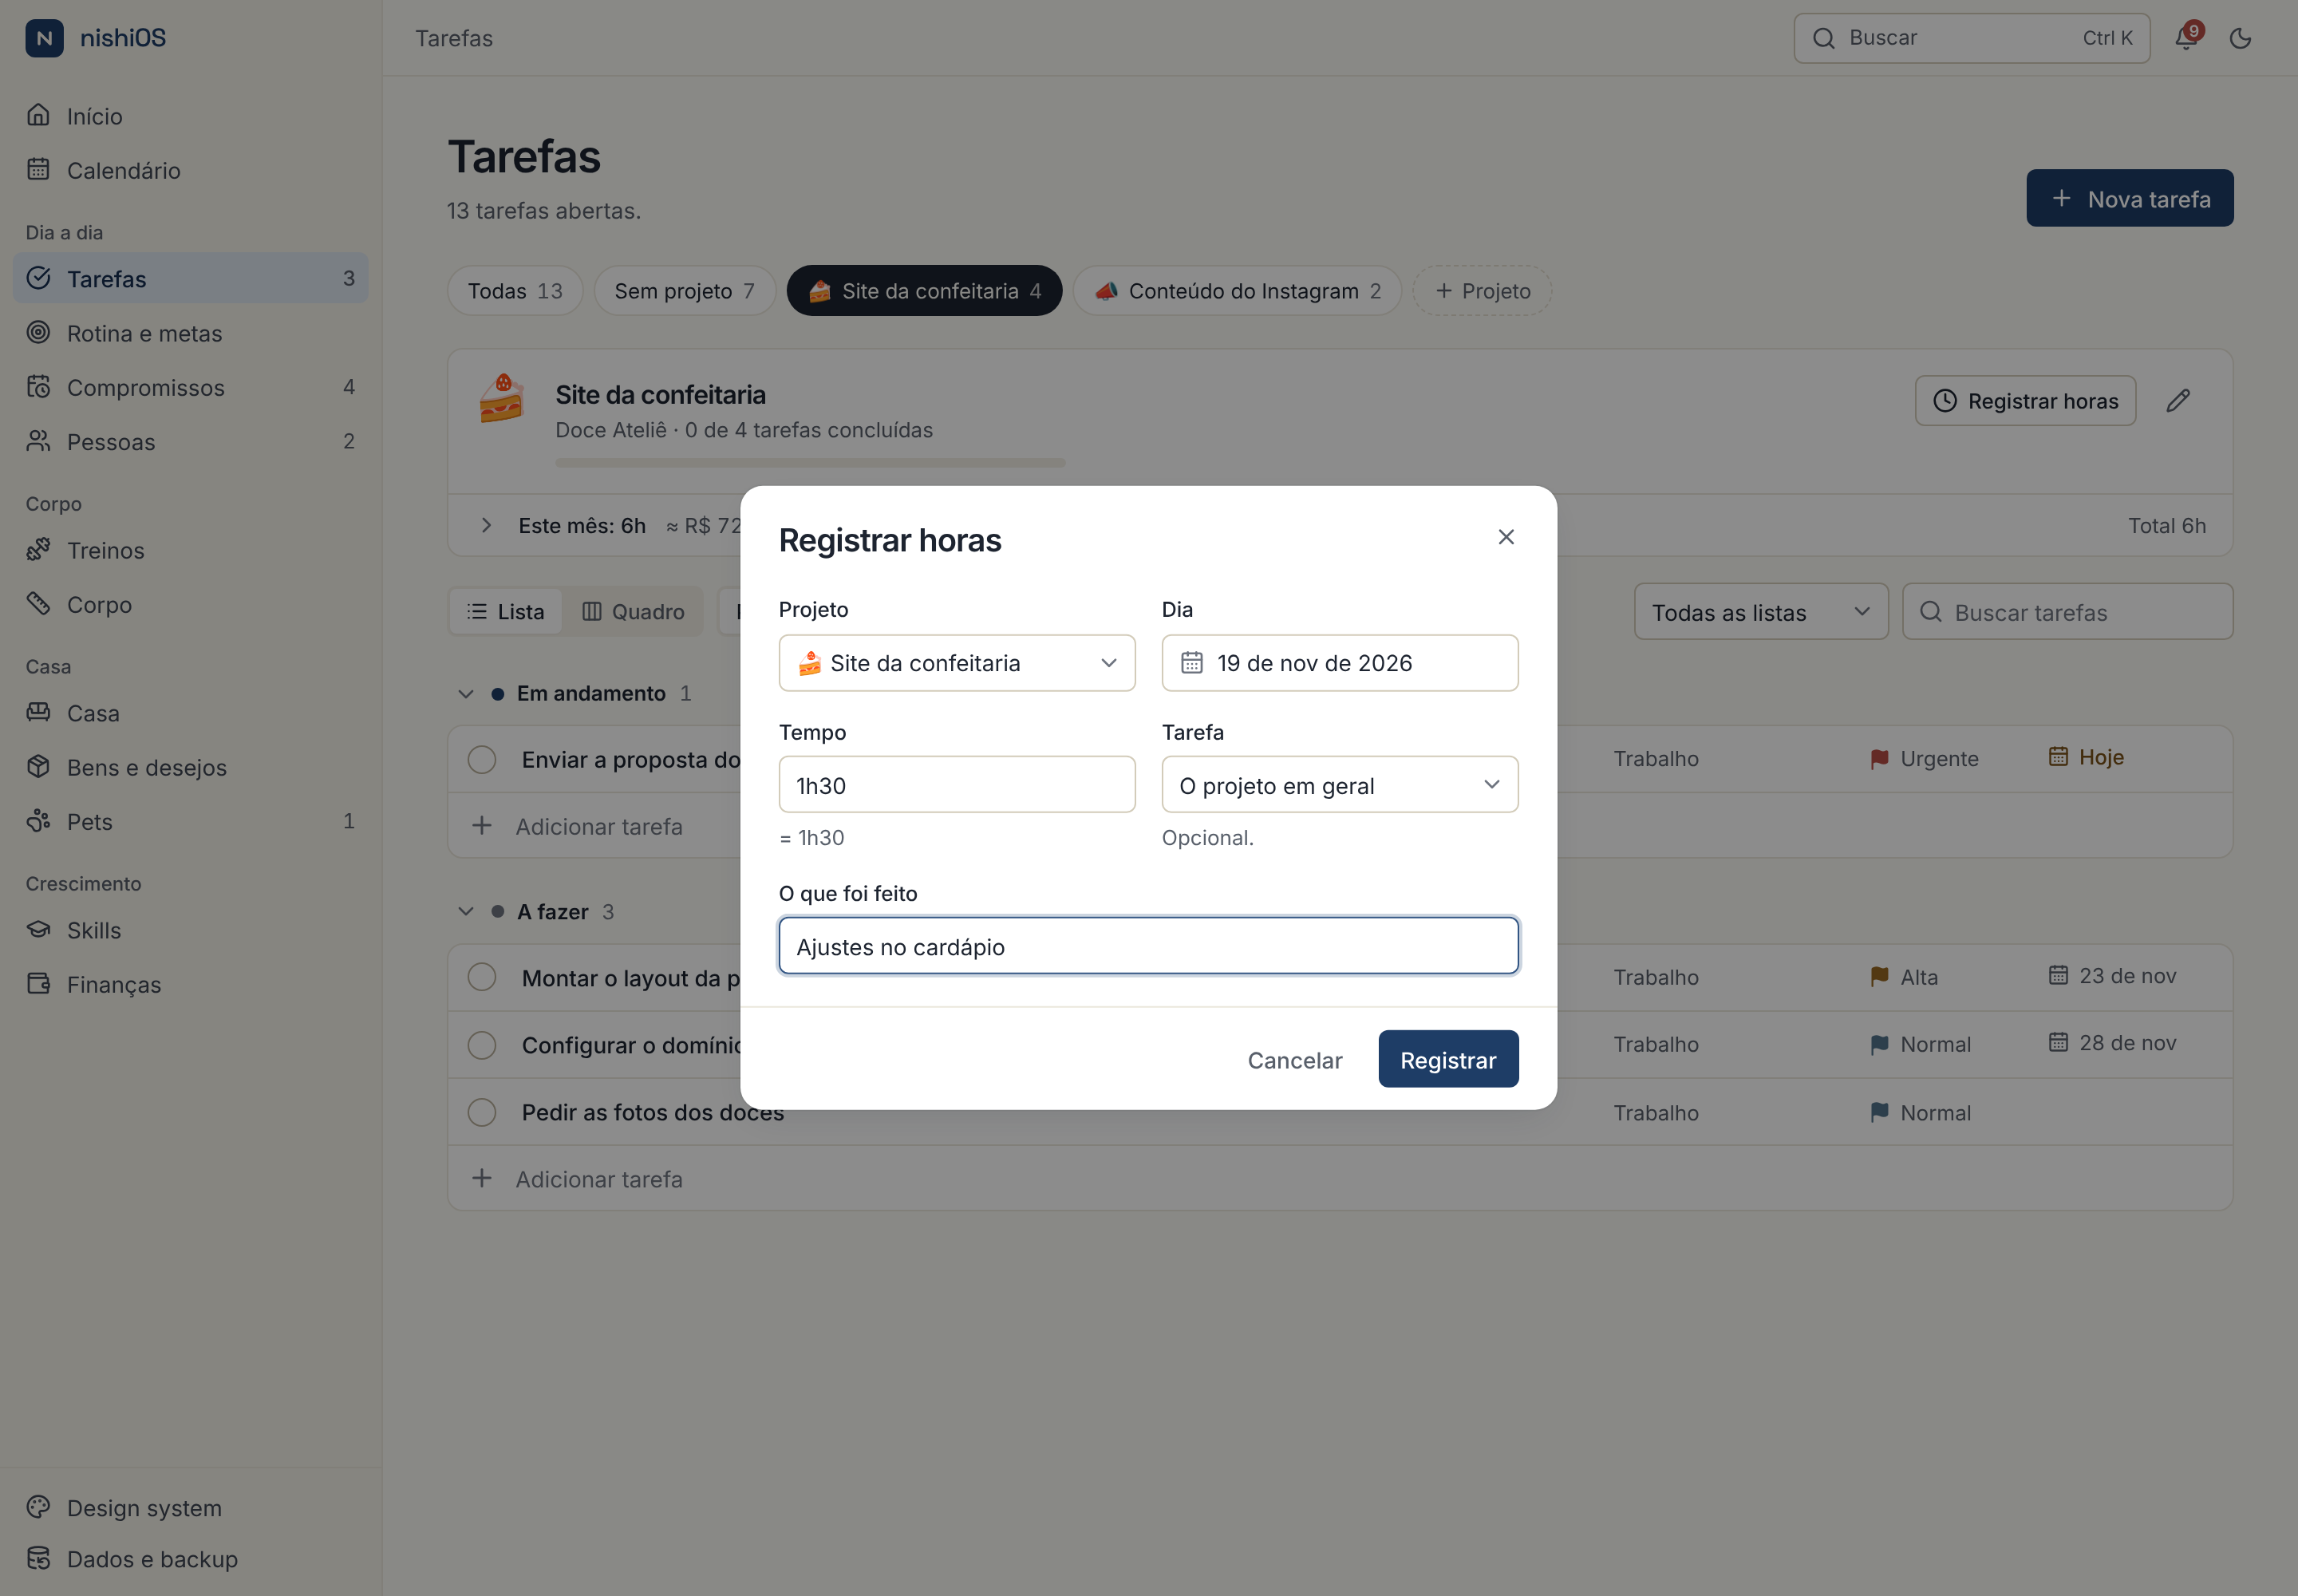 N nishiOS
Tarefas
Buscar Ctrl K
9
Início
Calendário
Dia a dia
Tarefas 3
Rotina e metas
Compromissos 4
Pessoas 2
Corpo
Treinos
Corpo
Casa
Casa
Bens e desejos
Pets 1
Crescimento
Skills
Finanças
Design system
Dados e backup
Tarefas
13 tarefas abertas.
+ Nova tarefa
Todas 13
Sem projeto 7
Site da confeitaria 4
Conteúdo do Instagram 2
+ Projeto
Site da confeitaria
Doce Ateliê · 0 de 4 tarefas concluídas
Registrar horas
Este mês: 6h ≈ R$ 72
Total 6h
Lista
Quadro
Todas as listas
Buscar tarefas
Em andamento 1
Enviar a proposta do
Trabalho
Urgente
Hoje
+ Adicionar tarefa
A fazer 3
Montar o layout da p
Trabalho
Alta
23 de nov
Configurar o domínio
Trabalho
Normal
28 de nov
Pedir as fotos dos doces
Trabalho
Normal
+ Adicionar tarefa
Registrar horas
Projeto
Site da confeitaria
Dia
19 de nov de 2026
Tempo
1h30
= 1h30
Tarefa
O projeto em geral
Opcional.
O que foi feito
Ajustes no cardápio
Cancelar
Registrar